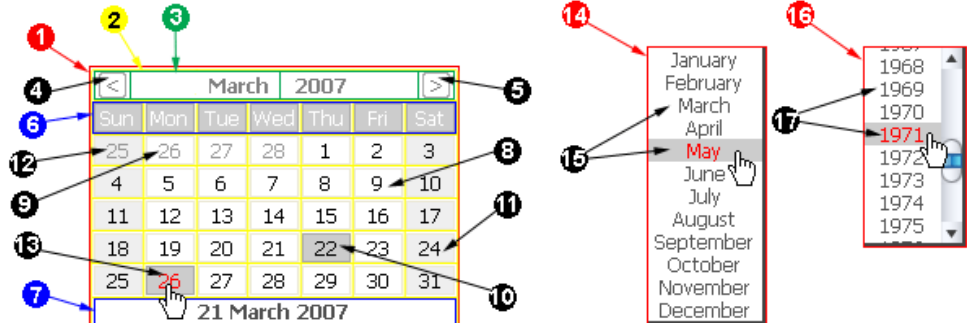 1 2 3 14 16
4 < March 2007 > 5
6 Sun Mon Tue Wed Thu Fri Sat
12 25 26 27 28 1 2 3 8
9 4 5 6 7 8 9 10
11 12 13 14 15 16 17 11
13 18 19 20 21 22 23 24
25 26 27 28 29 30 31 10
7 21 March 2007
January
February
March
April
15 May
June
July
August
September
October
November
December
1968
1969
1970
17 1971
1972
1973
1974
1975